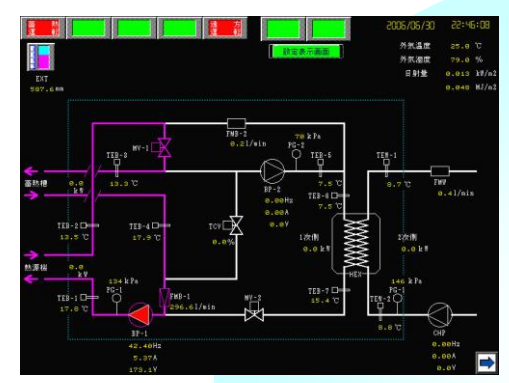 2006/06/30 22:46:08
設定表示画面
外気温度 25.0 ℃
外気湿度 79.0 %
日射量 0.013 kW/m2
0.040 MJ/m2
EXT
507.6mm
FMB-2
0.2l/min
MV-1
TEB-3
13.3 ℃
70 kPa
PG-2
TEB-5
7.5 ℃
TEB-6
7.5 ℃
TEW-1
8.7 ℃
FMW
0.4l/min
蓄熱槽 0.0 kW
BP-2
0.00Hz
0.00A
0.0V
TEB-2
13.5 ℃
TEB-4
17.9 ℃
TCV
0.0%
1次側
0.0 kW
2次側
0.0 kW
HEX
熱源機 0.0 kW
134 kPa
PG-1
TEB-1
17.8 ℃
FMB-1
296.6l/min
MV-2
TEB-7
15.4 ℃
146 kPa
PG-1
TEW-2
9.8 ℃
BP-1
42.40Hz
5.37A
173.1V
CHP
0.00Hz
0.00A
0.0V